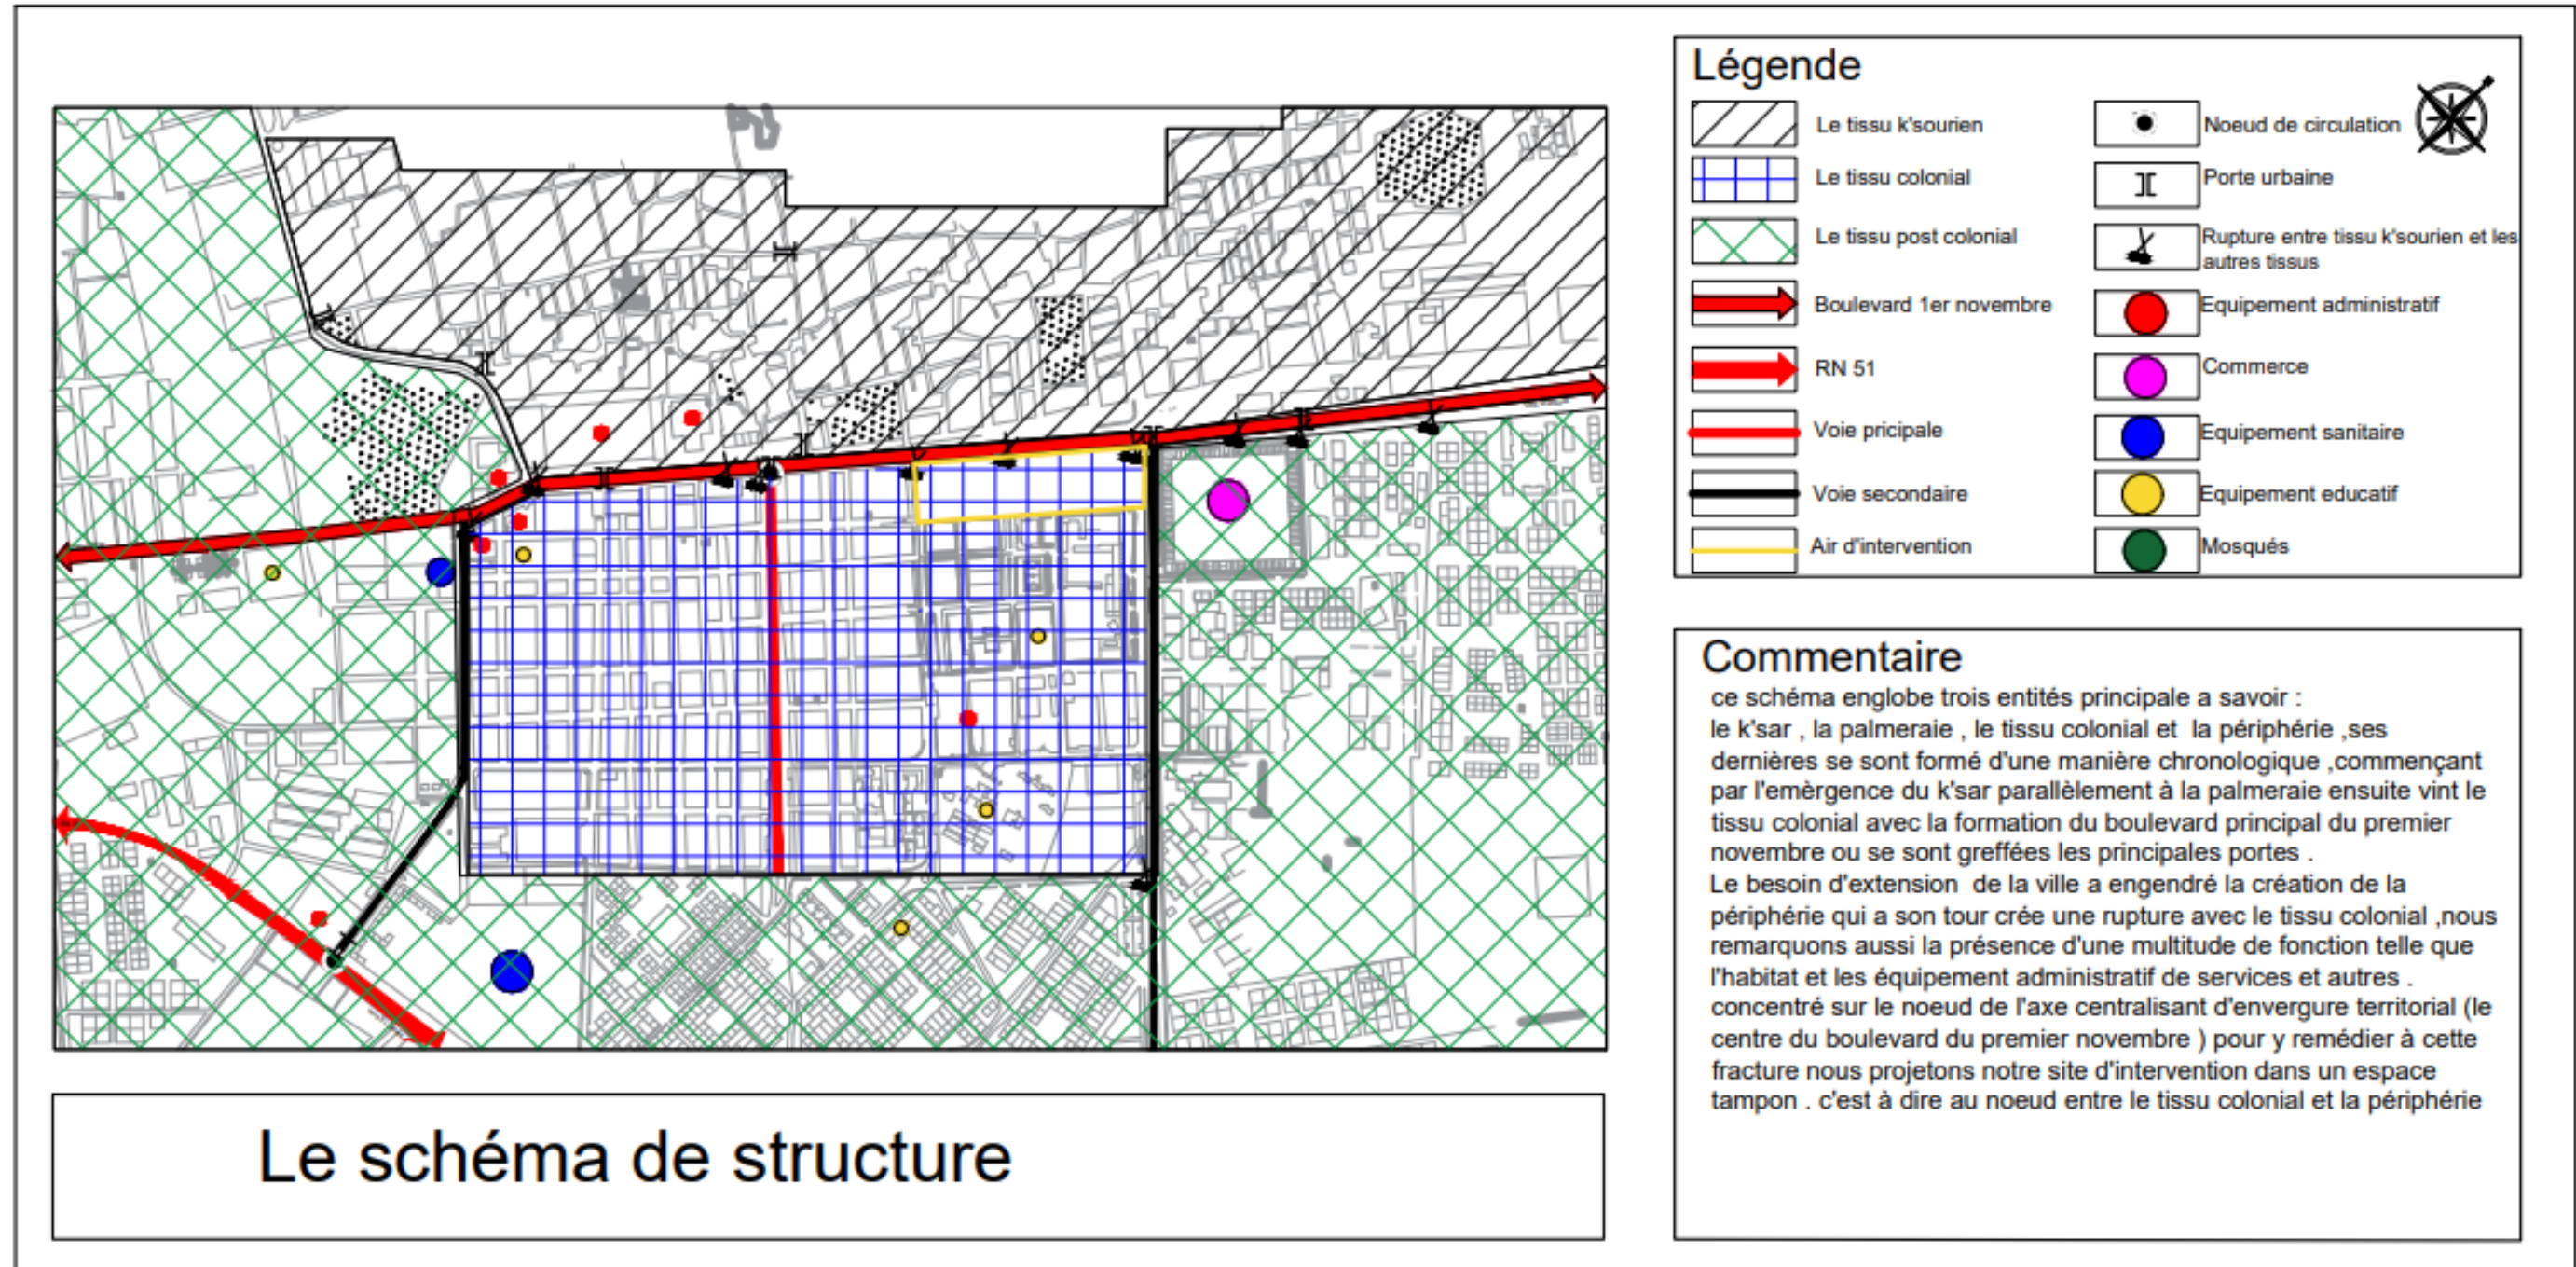 Légende
Le tissu k'sourien
Le tissu colonial
Le tissu post colonial
Boulevard 1er novembre
RN 51
Voie pricipale
Voie secondaire
Air d'intervention
Noeud de circulation
Porte urbaine
Rupture entre tissu k'sourien et les
autres tissus
Equipement administratif
Commerce
Equipement sanitaire
Equipement educatif
Mosqués
Commentaire
ce schéma englobe trois entités principale a savoir :
le k'sar , la palmeraie , le tissu colonial et la périphérie ,ses
dernières se sont formé d'une manière chronologique ,commençant
par l'emèrgence du k'sar parallèlement à la palmeraie ensuite vint le
tissu colonial avec la formation du boulevard principal du premier
novembre ou se sont greffées les principales portes .
Le besoin d'extension de la ville a engendré la création de la
périphérie qui a son tour crée une rupture avec le tissu colonial ,nous
remarquons aussi la présence d'une multitude de fonction telle que
l'habitat et les équipement administratif de services et autres .
concentré sur le noeud de l'axe centralisant d'envergure territorial (le
centre du boulevard du premier novembre ) pour y remédier à cette
fracture nous projetons notre site d'intervention dans un espace
tampon . c'est à dire au noeud entre le tissu colonial et la périphérie
Le schéma de structure